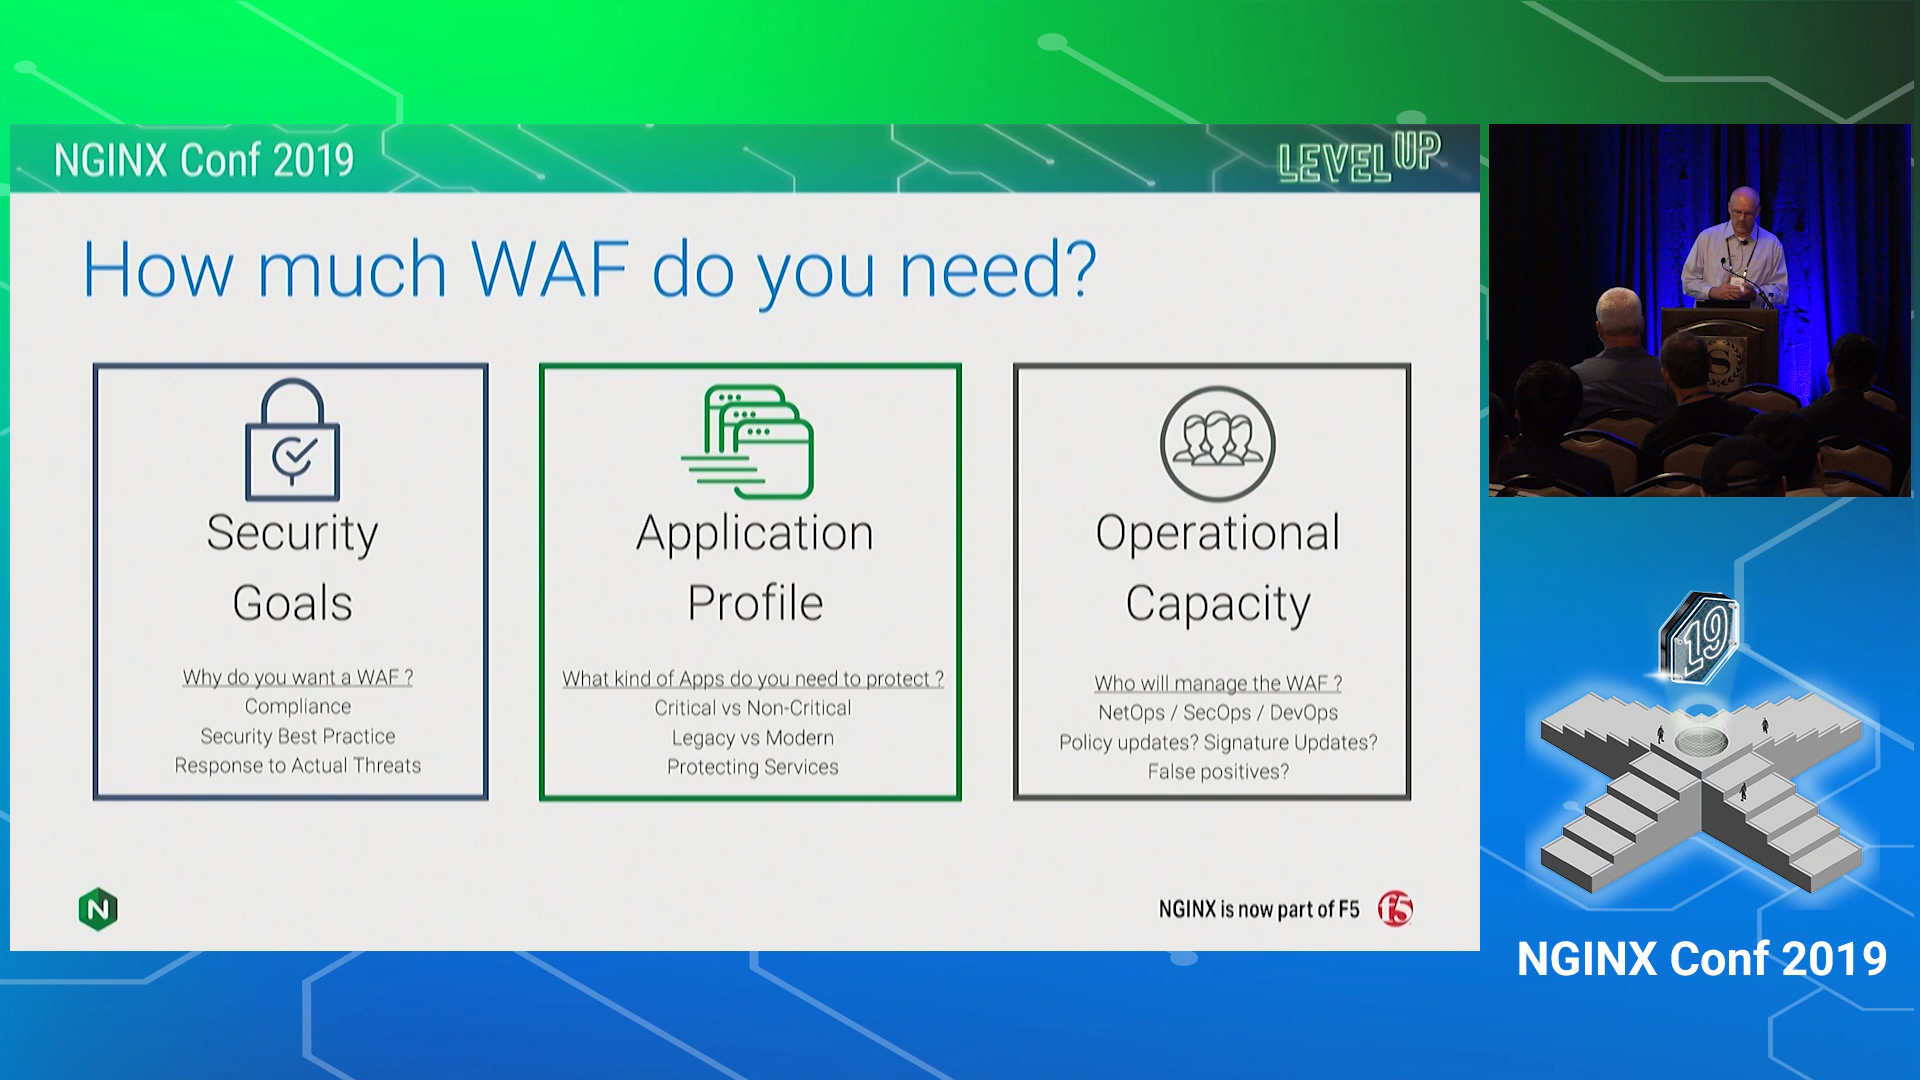 NGINX Conf 2019
LEVEL UP
How much WAF do you need?
Security
Goals
Why do you want a WAF ?
Compliance
Security Best Practice
Response to Actual Threats
Application
Profile
What kind of Apps do you need to protect ?
Critical vs Non-Critical
Legacy vs Modern
Protecting Services
Operational
Capacity
Who will manage the WAF ?
NetOps / SecOps / DevOps
Policy updates? Signature Updates?
False positives?
N
NGINX is now part of F5
f5
S
19
NGINX Conf 2019